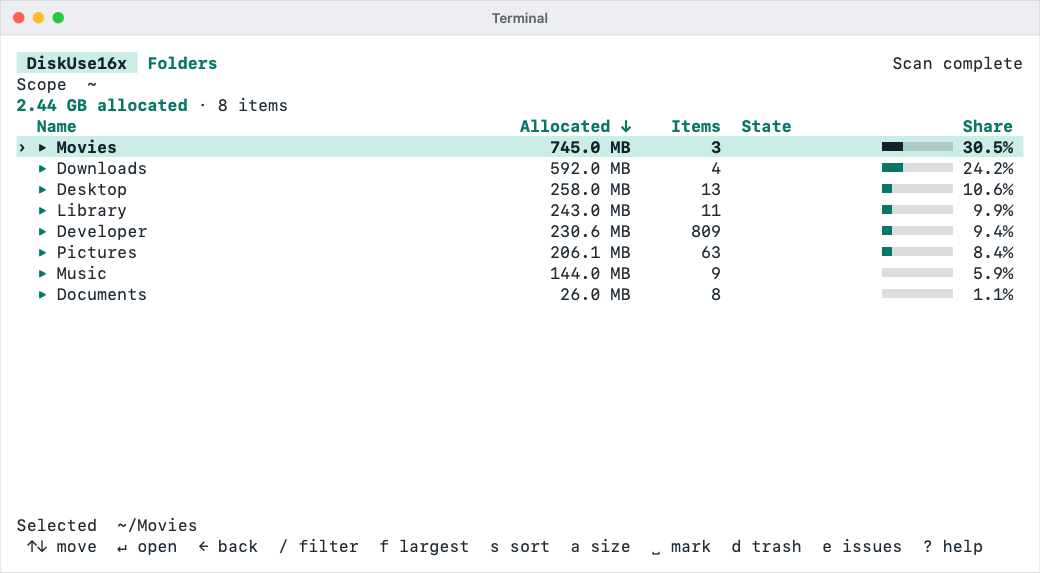 Terminal
DiskUse16x Folders Scan complete
Scope ~
2.44 GB allocated · 8 items
Name Allocated ↓ Items State Share
› ▸ Movies 745.0 MB 3 30.5%
▸ Downloads 592.0 MB 4 24.2%
▸ Desktop 258.0 MB 13 10.6%
▸ Library 243.0 MB 11 9.9%
▸ Developer 230.6 MB 809 9.4%
▸ Pictures 206.1 MB 63 8.4%
▸ Music 144.0 MB 9 5.9%
▸ Documents 26.0 MB 8 1.1%
Selected ~/Movies
↑↓ move ↵ open ← back / filter f largest s sort a size ␣ mark d trash e issues ? help